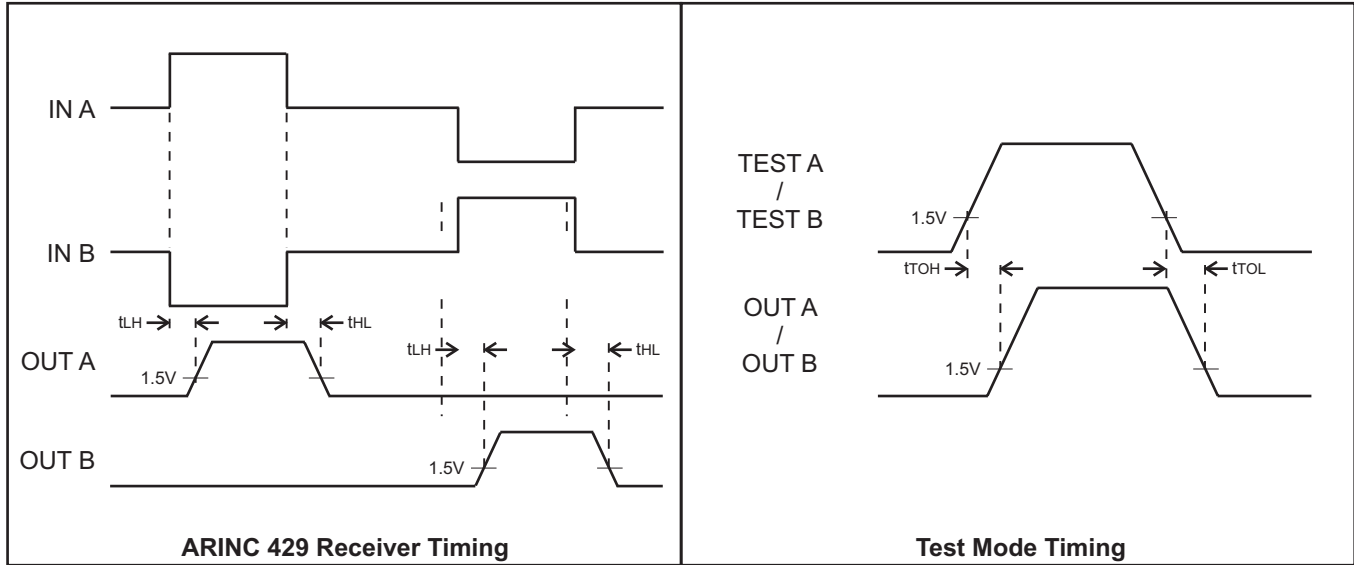 IN A
IN B
tLH
tHL
OUT A
1.5V
tLH
tHL
OUT B
1.5V
ARINC 429 Receiver Timing
TEST A
/
TEST B
1.5V
tTOH
tTOL
OUT A
/
OUT B
1.5V
Test Mode Timing